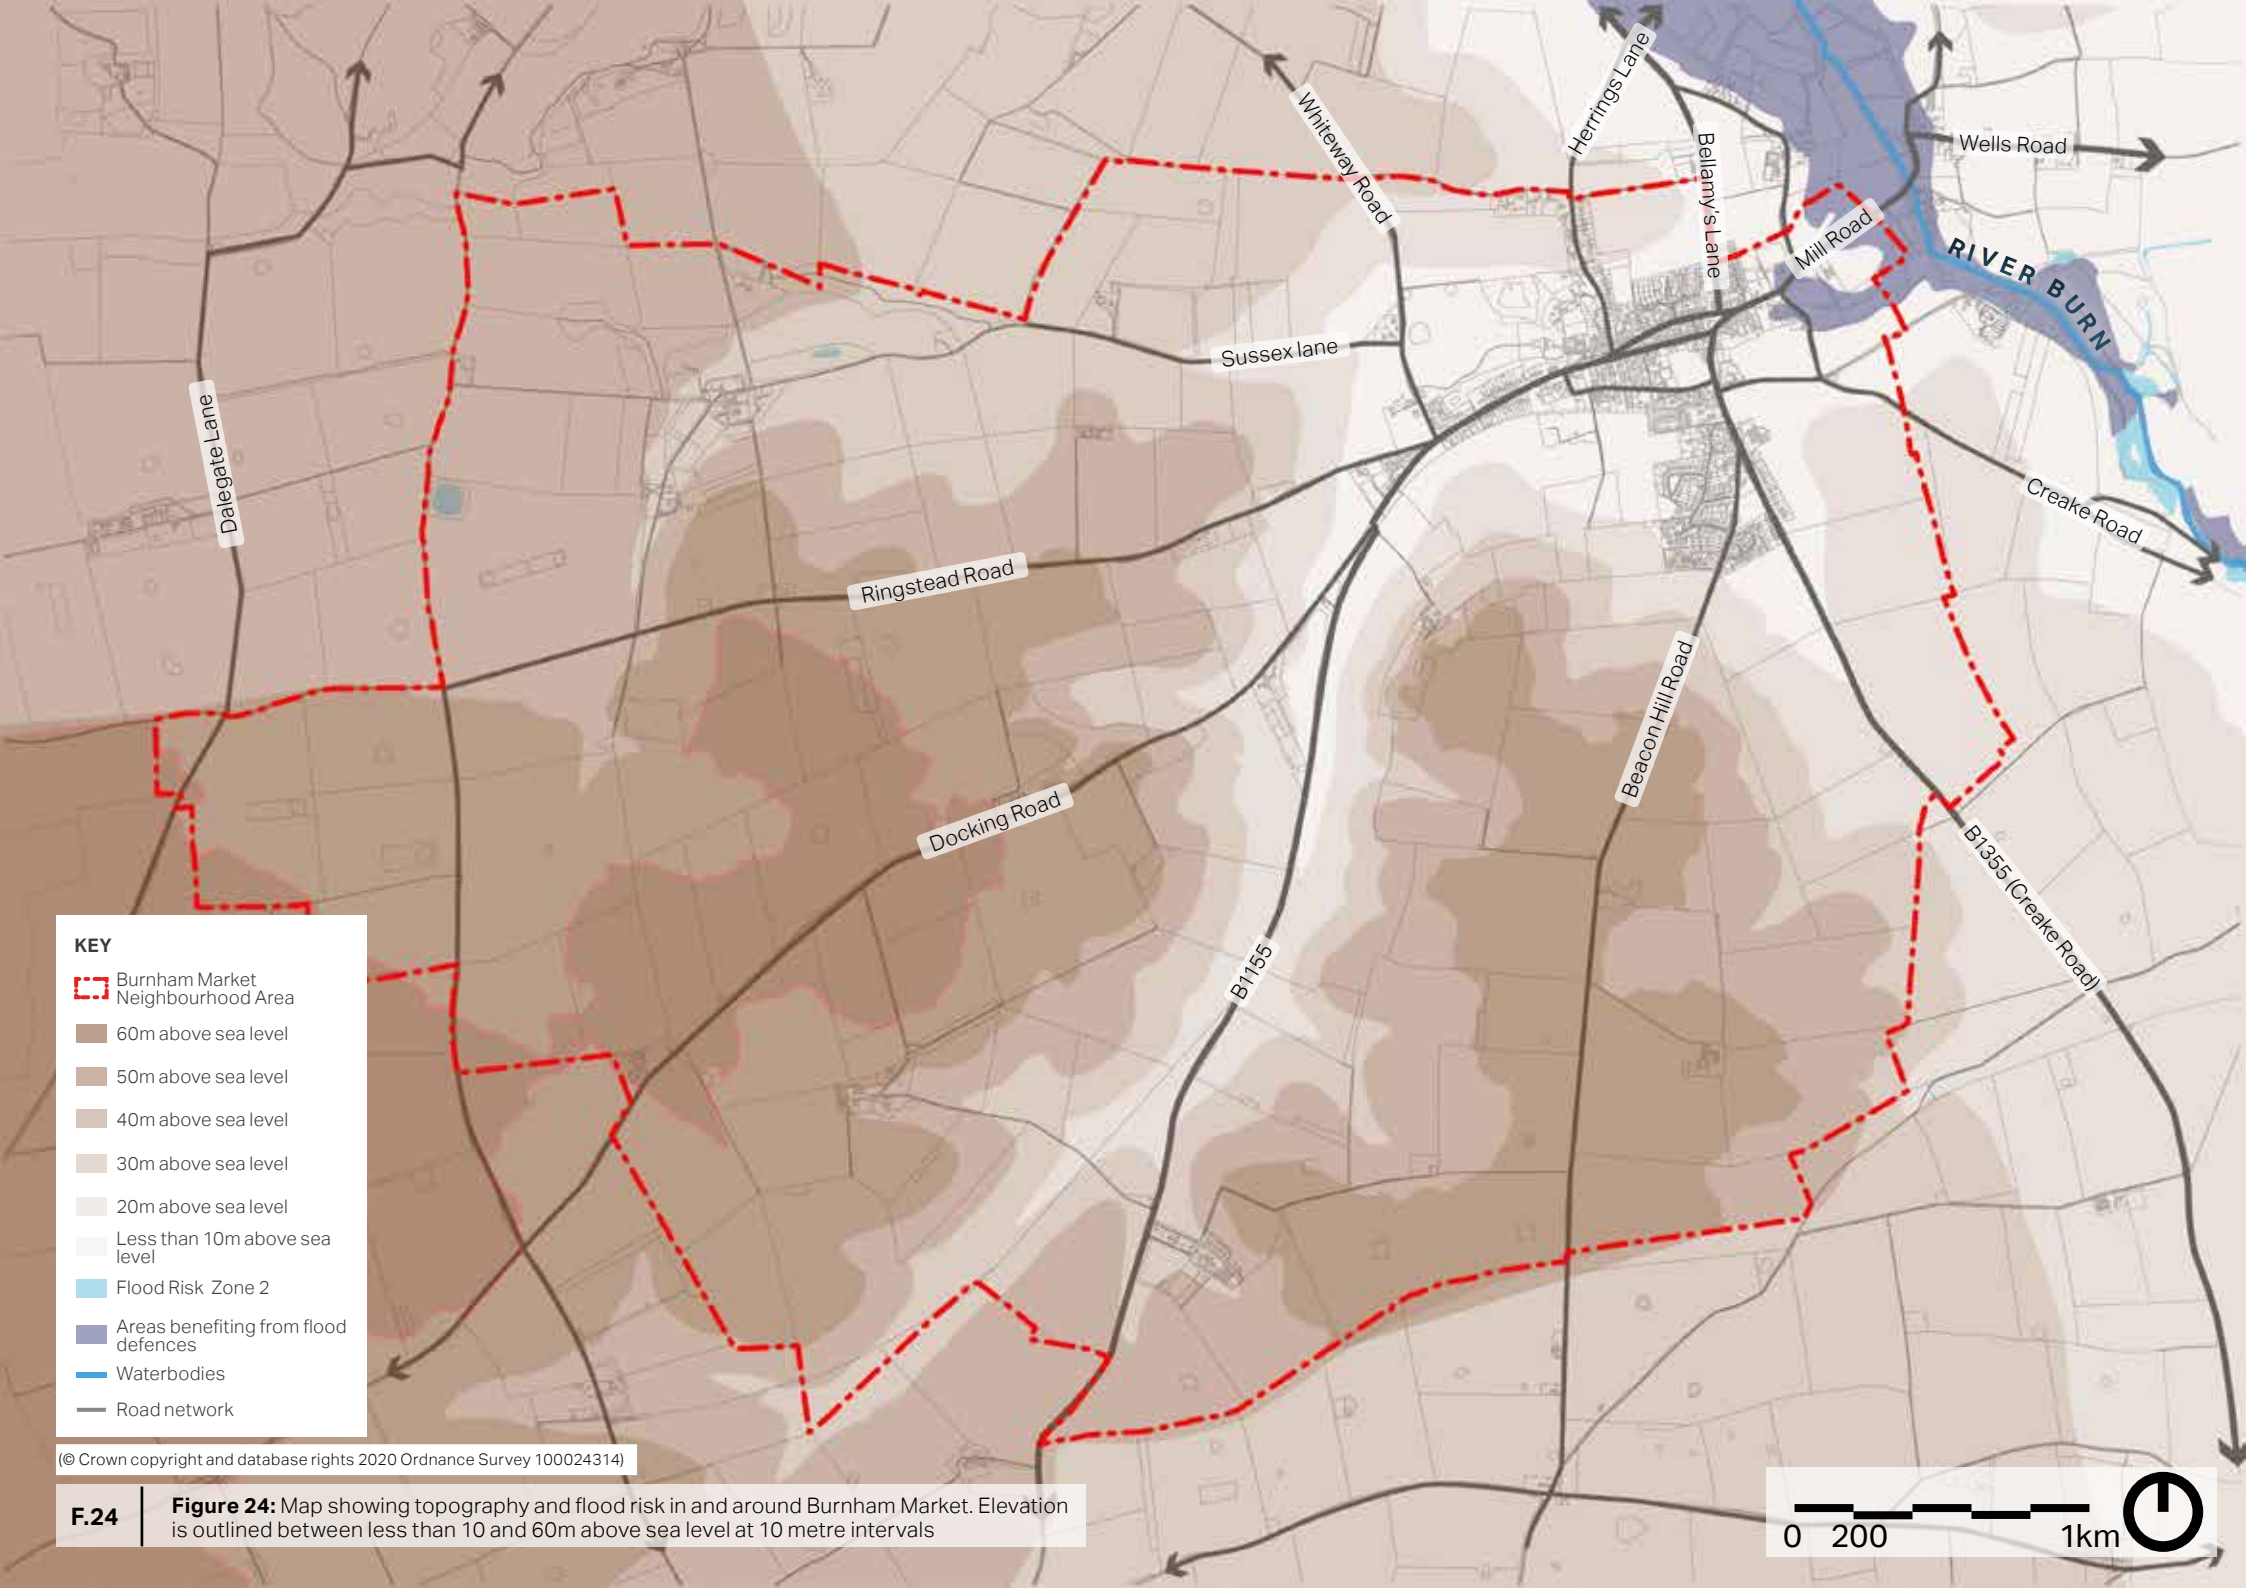 Herrings Lane
Whiteway Road
Bellamy's Lane
Wells Road
Mill Road
RIVER BURN
Sussex lane
Dalegate Lane
Creake Road
Ringstead Road
Beacon Hill Road
Docking Road
B1155
B1355 (Creake Road)
KEY
Burnham Market
Neighbourhood Area
60m above sea level
50m above sea level
40m above sea level
30m above sea level
20m above sea level
Less than 10m above sea
level
Flood Risk Zone 2
Areas benefiting from flood
defences
Waterbodies
Road network
(© Crown copyright and database rights 2020 Ordnance Survey 100024314)
F.24
Figure 24: Map showing topography and flood risk in and around Burnham Market. Elevation
is outlined between less than 10 and 60m above sea level at 10 metre intervals
0 200 1km